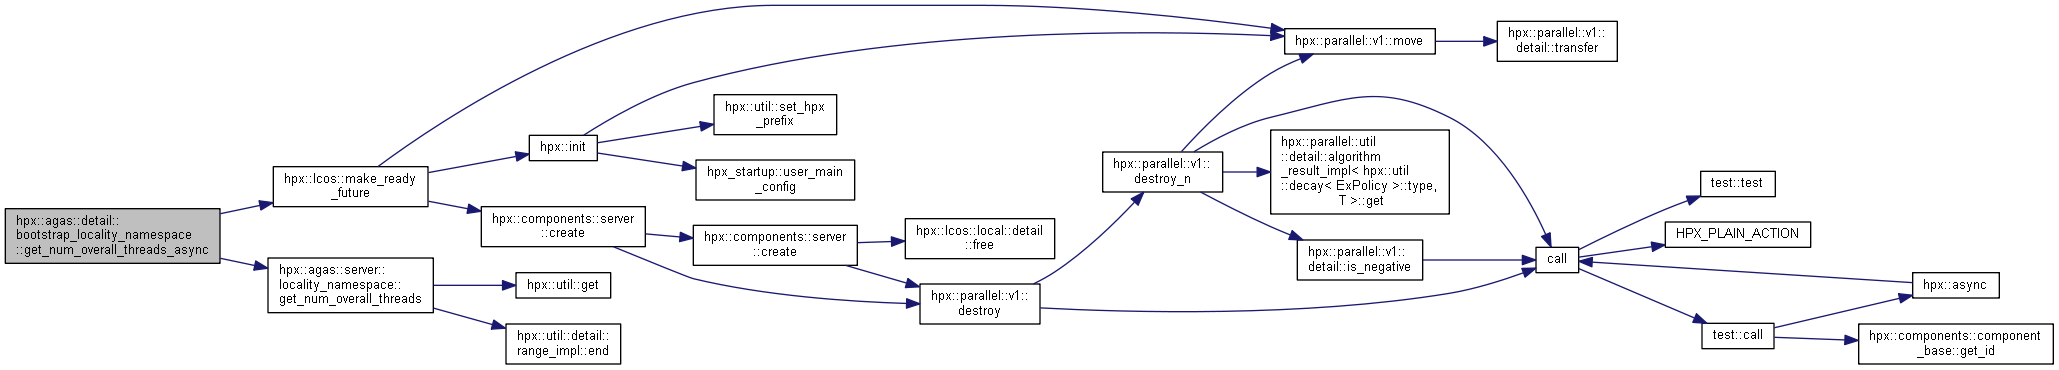 hpx::agas::detail::
bootstrap_locality_namespace
::get_num_overall_threads_async
hpx::lcos::make_ready
_future
hpx::agas::server::
locality_namespace::
get_num_overall_threads
hpx::init
hpx::components::server
::create
hpx::util::get
hpx::util::detail::
range_impl::end
hpx::util::set_hpx
_prefix
hpx_startup::user_main
_config
hpx::components::server
::create
hpx::lcos::local::detail
::free
hpx::parallel::v1::
destroy
hpx::parallel::v1::
destroy_n
hpx::parallel::v1::move
hpx::parallel::util
::detail::algorithm
_result_impl< hpx::util
::decay< ExPolicy >::type,
T >::get
hpx::parallel::v1::
detail::is_negative
hpx::parallel::v1::
detail::transfer
call
test::test
HPX_PLAIN_ACTION
test::call
hpx::async
hpx::components::component
_base::get_id